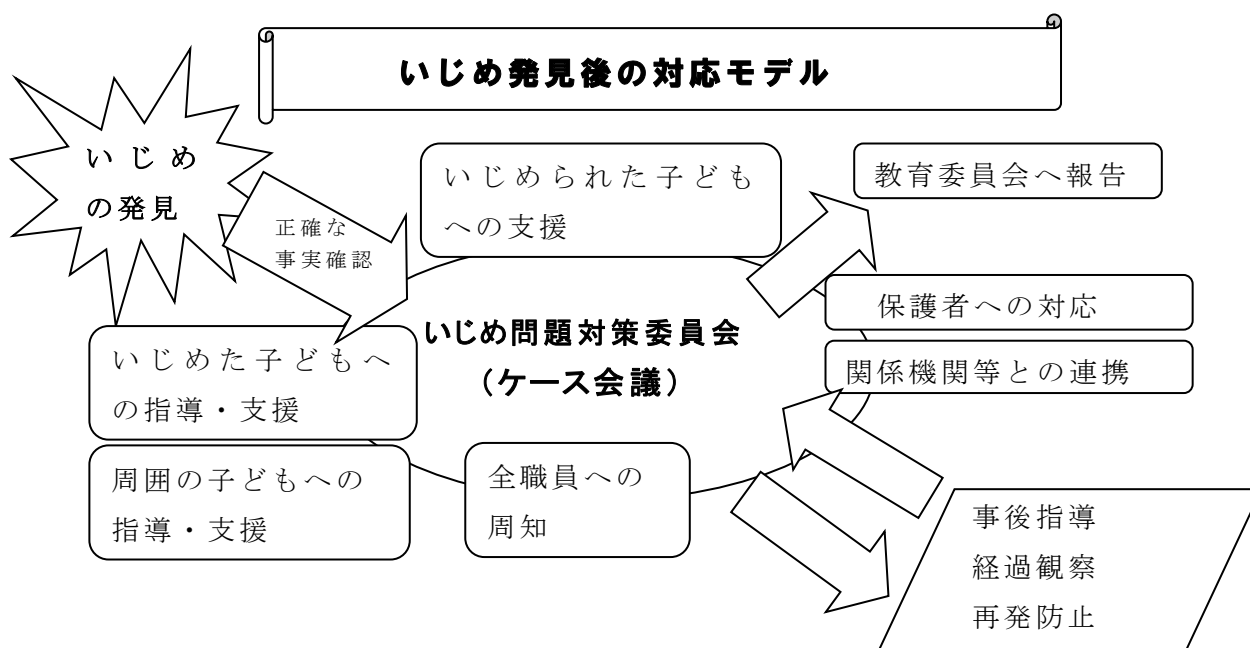 いじめ発見後の対応モデル
いじめ
の発見
正確な
事実確認
いじめられた子ども
への支援
教育委員会へ報告
保護者への対応
関係機関等との連携
いじめ問題対策委員会
（ケース会議）
いじめた子どもへ
の指導・支援
周囲の子どもへの
指導・支援
全職員への
周知
事後指導
経過観察
再発防止